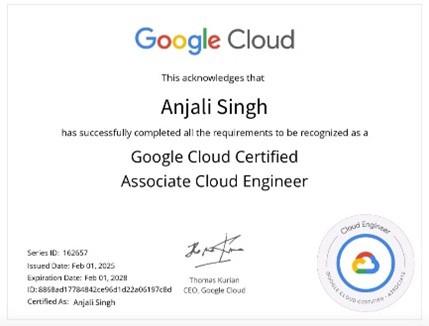 Google Cloud
This acknowledges that
Anjali Singh
has successfully completed all the requirements to be recognized as a
Google Cloud Certified
Associate Cloud Engineer
Series ID: 162657
Issued Date: Feb 01, 2025
Expiration Date: Feb 01, 2028
ID:8868ad17784842ce96d1d22a06197c8d
Certified As: Anjali Singh
Thomas Kurian
CEO, Google Cloud
Cloud Engineer
GOOGLE CLOUD CERTIFIED • ASSOCIATE